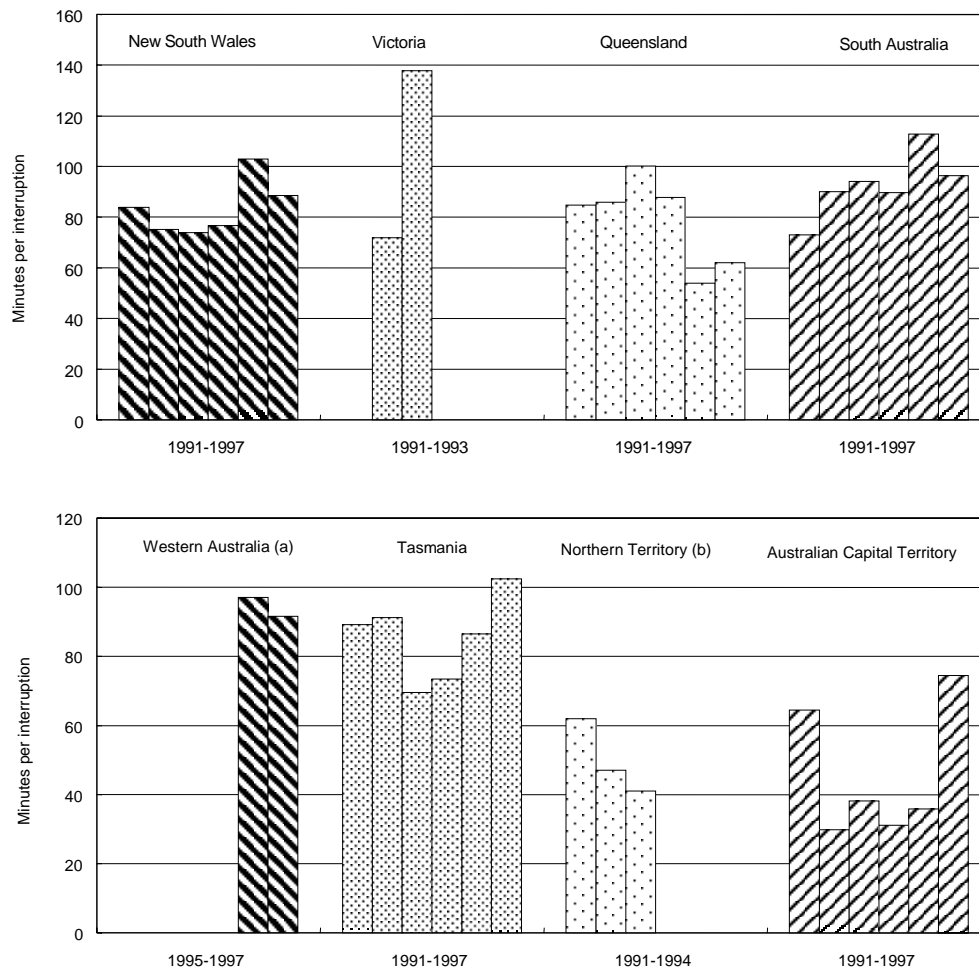 160
New South Wales Victoria Queensland South Australia
140
120
100
80
60
40
20
0
Minutes per interruption
1991-1997 1991-1993 1991-1997 1991-1997
120
Western Australia (a) Tasmania Northern Territory (b) Australian Capital Territory
100
80
60
40
20
0
Minutes per interruption
1995-1997 1991-1997 1991-1994 1991-1997